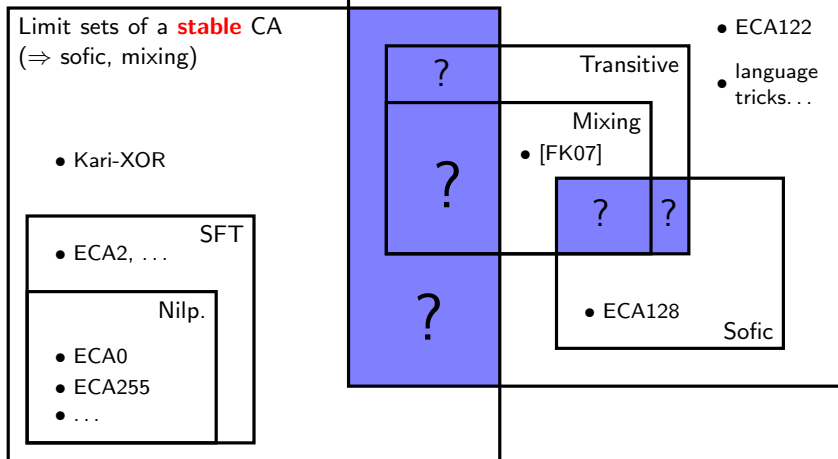 Limit sets of a stable CA
(⇒ sofic, mixing)
• ECA122
• language
tricks. . .
?
Transitive
Mixing
• [FK07]
• Kari-XOR
?
?
?
SFT
• ECA2, . . .
Nilp.
?
• ECA128
Sofic
• ECA0
• ECA255
• . . .